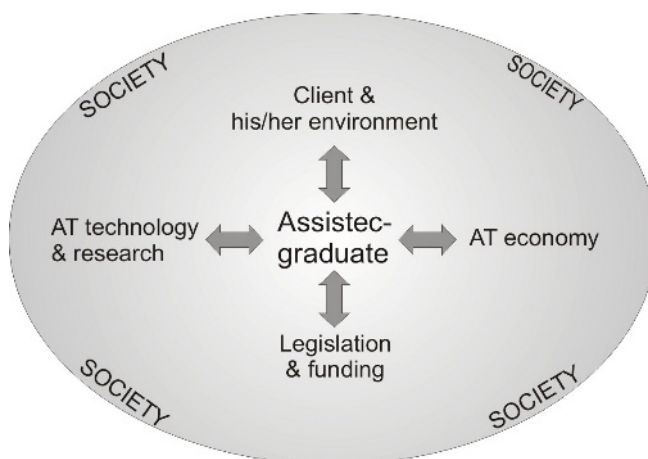 SOCIETY
SOCIETY
Client &
his/her environment
AT technology
& research
Assistec-
graduate
AT economy
Legislation
& funding
SOCIETY
SOCIETY